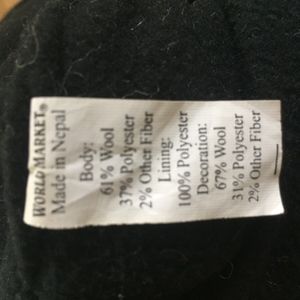 WORLD MARKET®
Made in Nepal
Body:
61% Wool
37% Polyester
2% Other Fiber
Lining:
100% Polyester
Decoration:
67% Wool
31% Polyester
2% Other Fiber